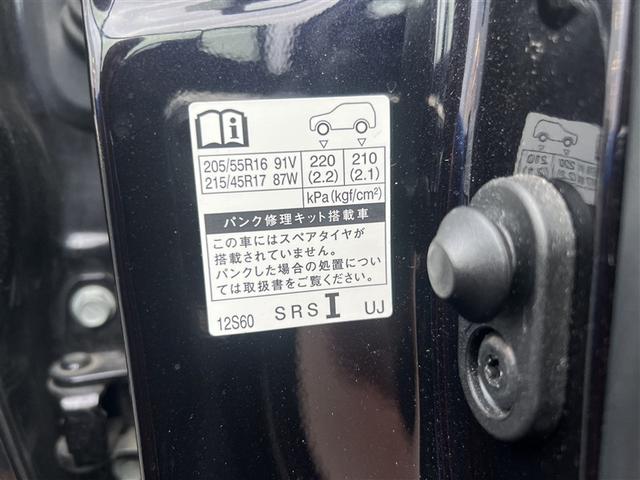 205/55R16 91V 220 210
215/45R17 87W (2.2) (2.1)
kPa(kgf/cm²)
パンク修理キット搭載車
この車にはスペアタイヤが
搭載されていません。
パンクした場合の処置につい
ては取扱書をご覧ください。
12S60 SRS I UJ